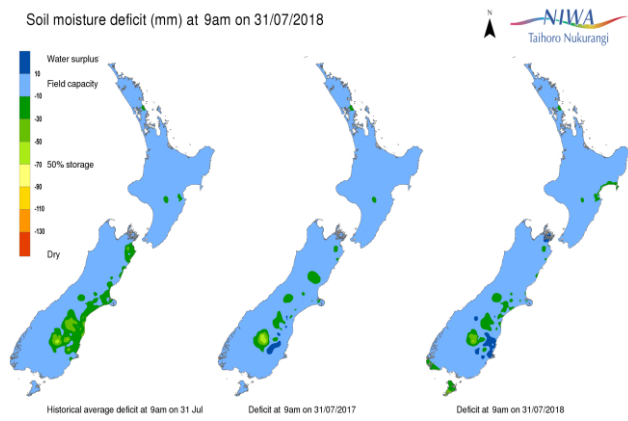 Soil moisture deficit (mm) at 9am on 31/07/2018
N
NIWA
Taihoro Nukurangi
Water surplus
10
Field capacity
-10
-30
-50
50% storage
-70
-90
-110
-130
Dry
Historical average deficit at 9am on 31 Jul
Deficit at 9am on 31/07/2017
Deficit at 9am on 31/07/2018